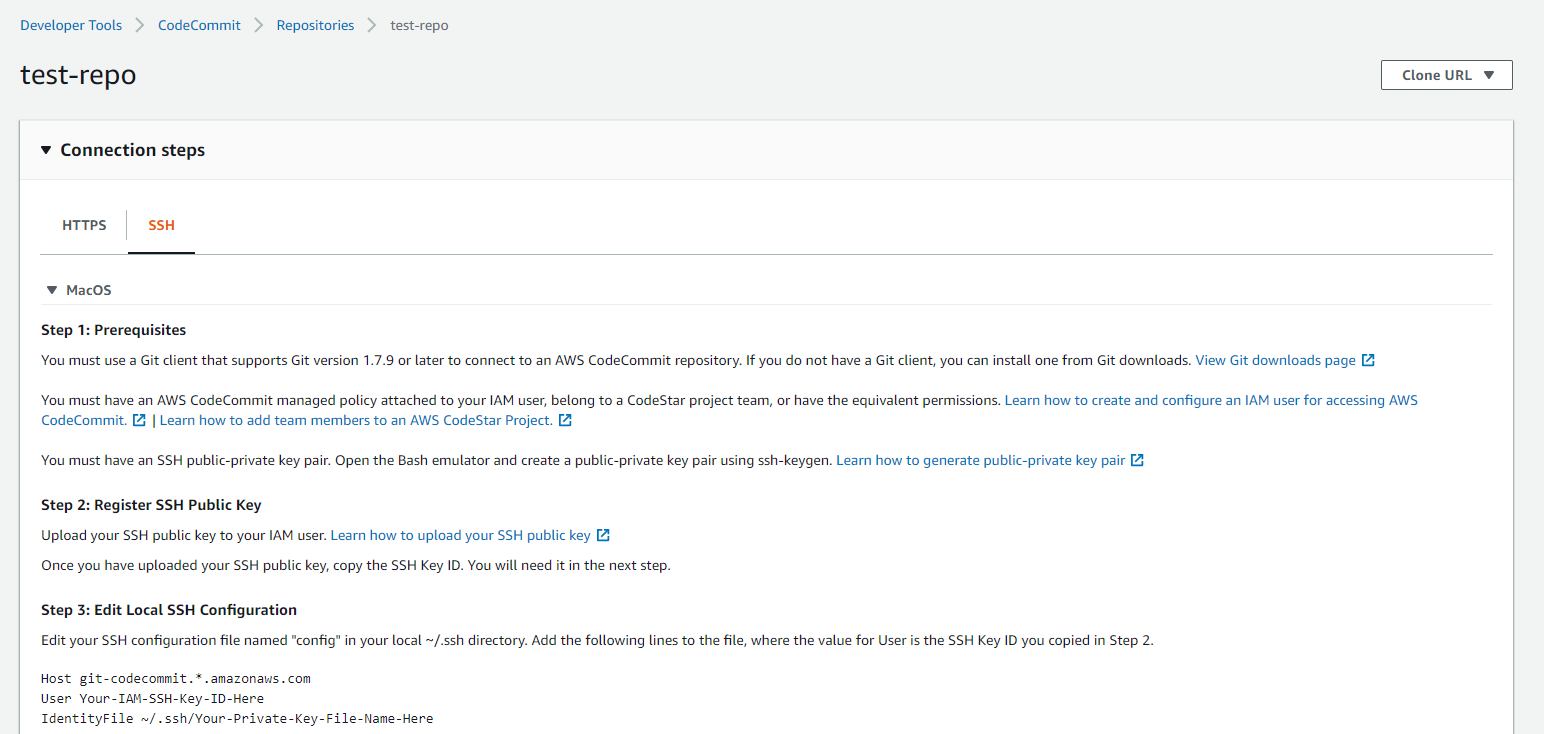 Developer Tools > CodeCommit > Repositories > test-repo
test-repo
Clone URL ▼
▼ Connection steps
HTTPS | SSH
▼ MacOS
Step 1: Prerequisites
You must use a Git client that supports Git version 1.7.9 or later to connect to an AWS CodeCommit repository. If you do not have a Git client, you can install one from Git downloads. View Git downloads page
You must have an AWS CodeCommit managed policy attached to your IAM user, belong to a CodeStar project team, or have the equivalent permissions. Learn how to create and configure an IAM user for accessing AWS
CodeCommit. | Learn how to add team members to an AWS CodeStar Project.
You must have an SSH public-private key pair. Open the Bash emulator and create a public-private key pair using ssh-keygen. Learn how to generate public-private key pair
Step 2: Register SSH Public Key
Upload your SSH public key to your IAM user. Learn how to upload your SSH public key
Once you have uploaded your SSH public key, copy the SSH Key ID. You will need it in the next step.
Step 3: Edit Local SSH Configuration
Edit your SSH configuration file named "config" in your local ~/.ssh directory. Add the following lines to the file, where the value for User is the SSH Key ID you copied in Step 2.
Host git-codecommit.*.amazonaws.com
User Your-IAM-SSH-Key-ID-Here
IdentityFile ~/.ssh/Your-Private-Key-File-Name-Here